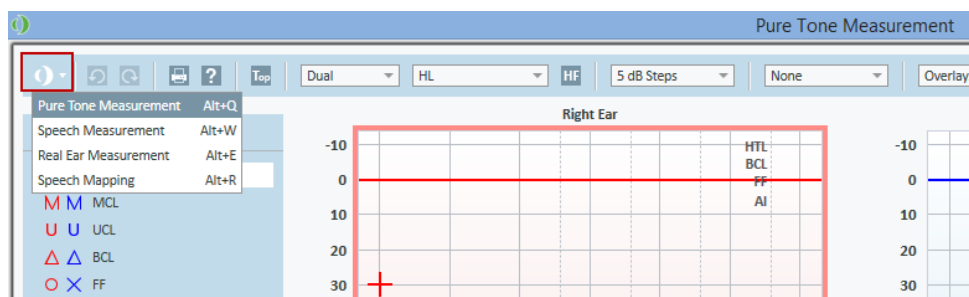 Pure Tone Measurement
? Top Dual HL HF 5 dB Steps None Overlay
Pure Tone Measurement Alt+Q
Speech Measurement Alt+W
Real Ear Measurement Alt+E
Speech Mapping Alt+R
M M MCL
U U UCL
BCL
FF
Right Ear
-10
0
10
20
30
HTL
BCL
FF
AI
-10
0
10
20
30